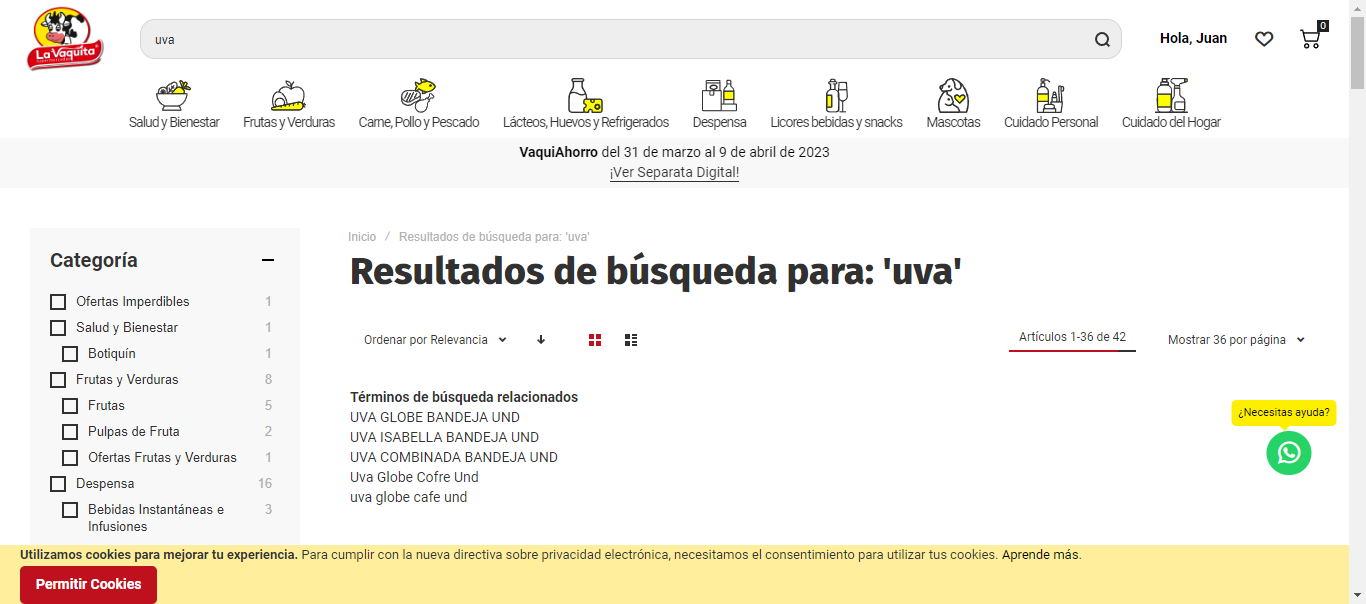 La Vaquita
uva
Hola, Juan
0
Salud y Bienestar
Frutas y Verduras
Carne, Pollo y Pescado
Lácteos, Huevos y Refrigerados
Despensa
Licores bebidas y snacks
Mascotas
Cuidado Personal
Cuidado del Hogar
VaquiAhorro del 31 de marzo al 9 de abril de 2023
¡Ver Separata Digital!
Categoría
Ofertas Imperdibles 1
Salud y Bienestar 1
Botiquín 1
Frutas y Verduras 8
Frutas 5
Pulpas de Fruta 2
Ofertas Frutas y Verduras 1
Despensa 16
Bebidas Instantáneas e 3
Infusiones
Inicio / Resultados de búsqueda para: 'uva'
Resultados de búsqueda para: 'uva'
Ordenar por Relevancia
Artículos 1-36 de 42
Mostrar 36 por página
Términos de búsqueda relacionados
UVA GLOBE BANDEJA UND
UVA ISABELLA BANDEJA UND
UVA COMBINADA BANDEJA UND
Uva Globe Cofre Und
uva globe cafe und
¿Necesitas ayuda?
Utilizamos cookies para mejorar tu experiencia. Para cumplir con la nueva directiva sobre privacidad electrónica, necesitamos el consentimiento para utilizar tus cookies. Aprende más.
Permitir Cookies